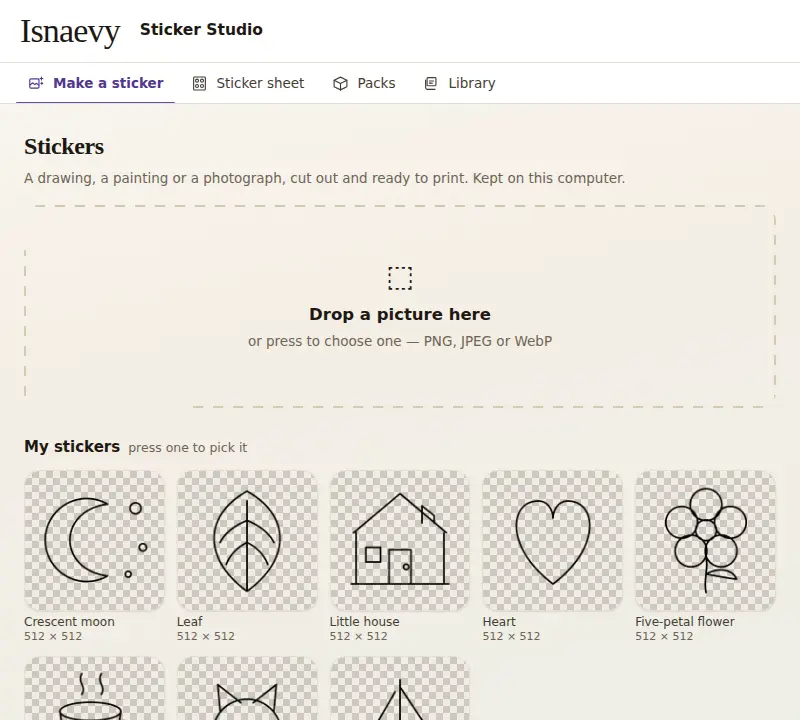 Isnaevy
Sticker Studio
Make a sticker
Sticker sheet
Packs
Library
Stickers
A drawing, a painting or a photograph, cut out and ready to print. Kept on this computer.
Drop a picture here
or press to choose one — PNG, JPEG or WebP
My stickers press one to pick it
Crescent moon
512 × 512
Leaf
512 × 512
Little house
512 × 512
Heart
512 × 512
Five-petal flower
512 × 512